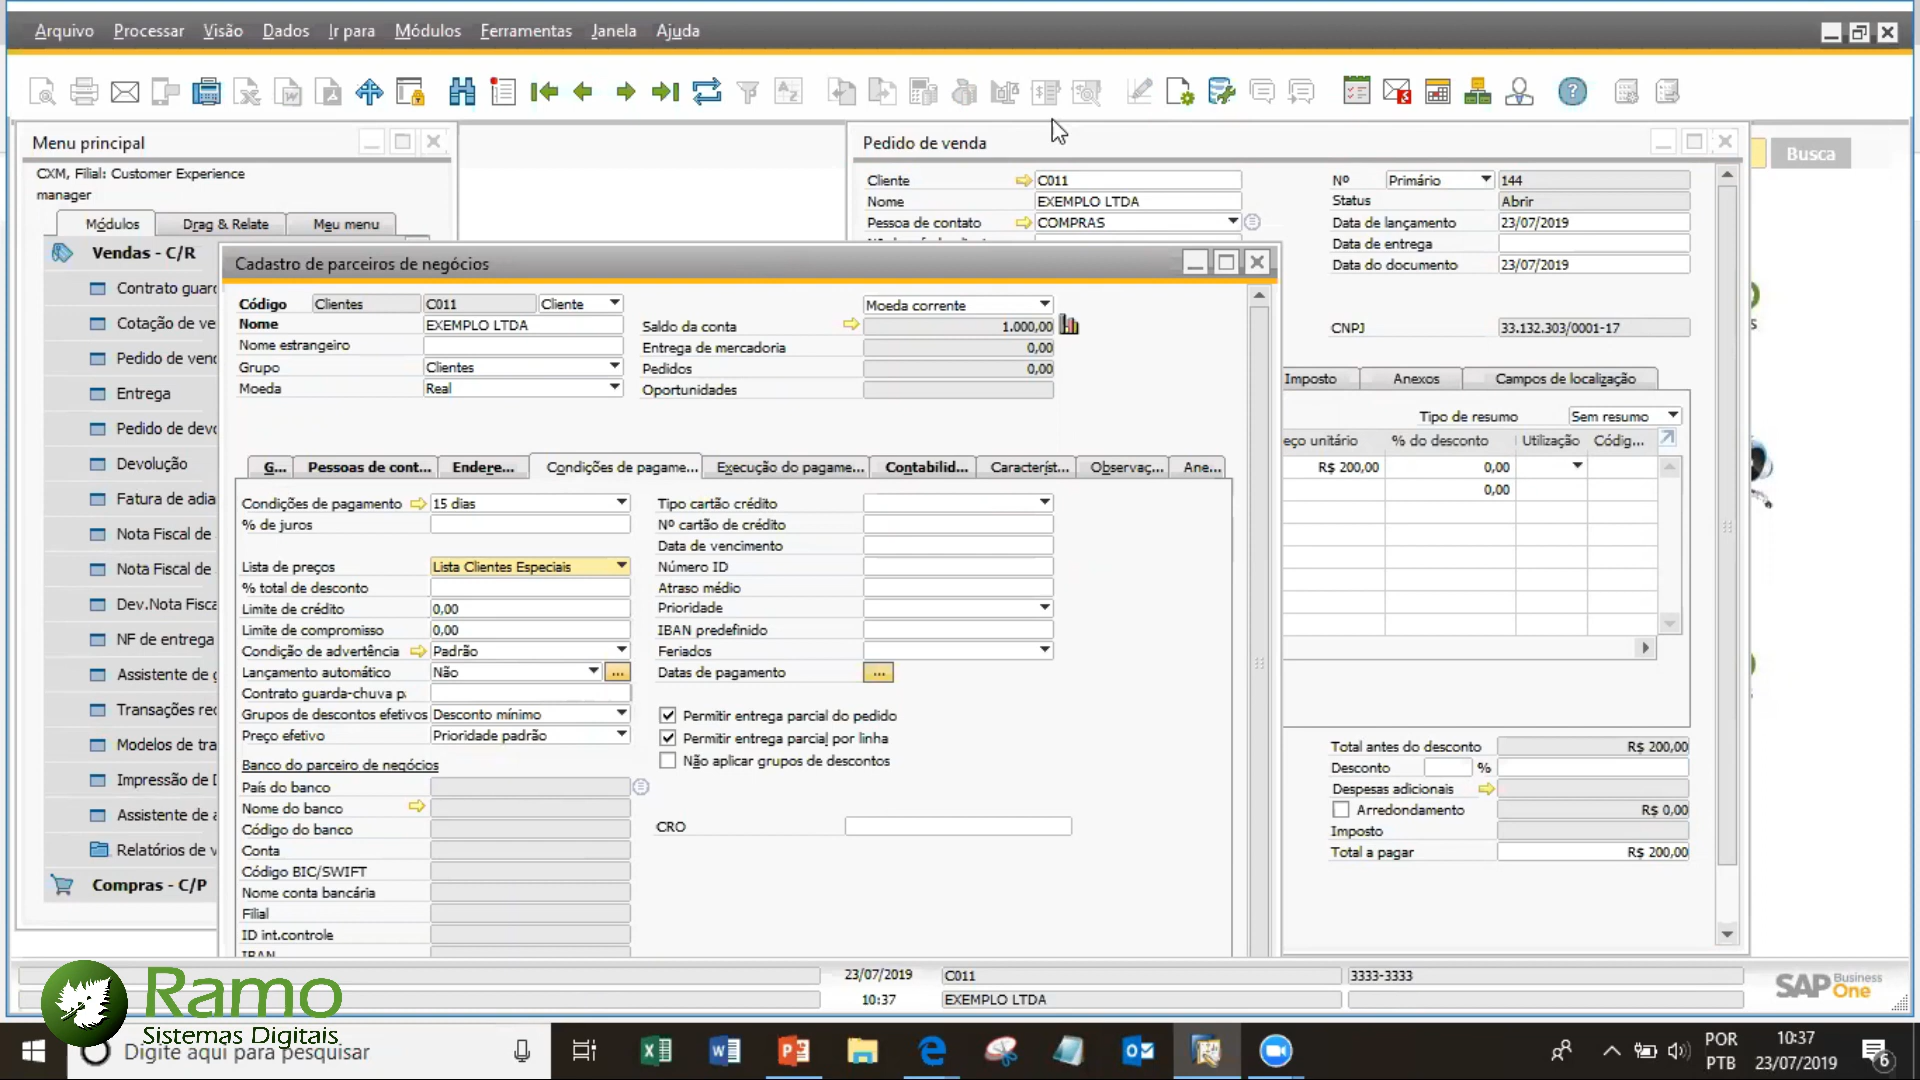 Arquivo Processar Visão Dados Ir para Módulos Ferramentas Janela Ajuda
Menu principal
CXM, Filial: Customer Experience
manager
Módulos Drag & Relate Meu menu
Vendas - C/R
Contrato guar
Cotação de ve
Pedido de ven
Entrega
Pedido de devo
Devolução
Fatura de adia
Nota Fiscal de
Nota Fiscal de
Dev.Nota Fisca
NF de entrega
Assistente de g
Transações re
Modelos de tra
Impressão de
Assistente de a
Relatórios de v
Compras - C/P
Pedido de venda
Busca
Cliente C011
Nome EXEMPLO LTDA
Pessoa de contato COMPRAS
Nº Primário 144
Status Abrir
Data de lançamento 23/07/2019
Data de entrega
Data do documento 23/07/2019
CNPJ 33.132.303/0001-17
Imposto Anexos Campos de localização
Tipo de resumo Sem resumo
eço unitário % do desconto Utilização Códig...
R$ 200,00 0,00
0,00
Total antes do desconto R$ 200,00
Desconto %
Despesas adicionais
Arredondamento R$ 0,00
Imposto
Total a pagar R$ 200,00
Cadastro de parceiros de negócios
Código Clientes C011 Cliente
Nome EXEMPLO LTDA
Nome estrangeiro
Grupo Clientes
Moeda Real
Moeda corrente
Saldo da conta 1.000,00
Entrega de mercadoria 0,00
Pedidos 0,00
Oportunidades
G... Pessoas de cont... Endere... Condições de pagame... Execução do pagame... Contabilid... Característ... Observaç... Ane...
Condições de pagamento 15 dias
% de juros
Lista de preços Lista Clientes Especiais
% total de desconto
Limite de crédito 0,00
Limite de compromisso 0,00
Condição de advertência Padrão
Lançamento automático Não ...
Contrato guarda-chuva p
Grupos de descontos efetivos Desconto mínimo
Preço efetivo Prioridade padrão
Banco do parceiro de negócios
País do banco
Nome do banco
Código do banco
Conta
Código BIC/SWIFT
Nome conta bancária
Filial
ID int.controle
IBAN
Tipo cartão crédito
Nº cartão de crédito
Data de vencimento
Número ID
Atraso médio
Prioridade
IBAN predefinido
Feriados
Datas de pagamento ...
Permitir entrega parcial do pedido
Permitir entrega parcial por linha
Não aplicar grupos de descontos
CRO
23/07/2019 C011 3333-3333
10:37 EXEMPLO LTDA
SAP Business One
Ramo
Sistemas Digitais
Digite aqui para pesquisar
POR
PTB
10:37
23/07/2019
6